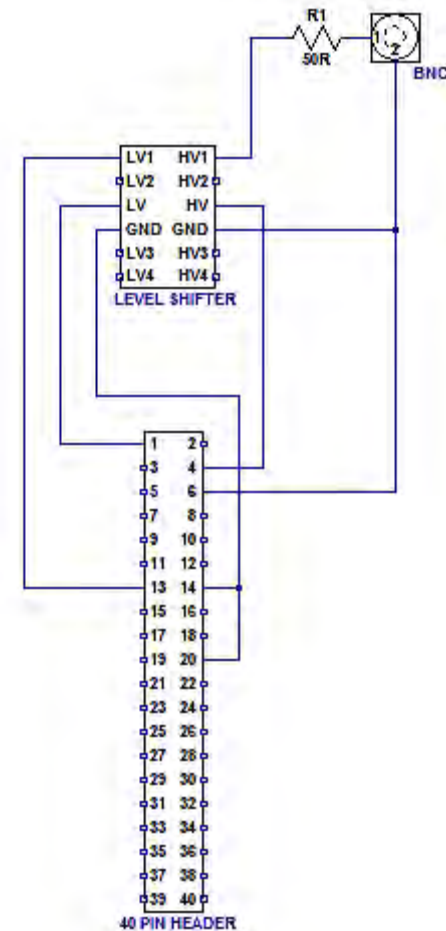 R1
50R
1
2
BNC
LV1 HV1
LV2 HV2
LV HV
GND GND
LV3 HV3
LV4 HV4
LEVEL SHIFTER
1 2
3 4
5 6
7 8
9 10
11 12
13 14
15 16
17 18
19 20
21 22
23 24
25 26
27 28
29 30
31 32
33 34
35 36
37 38
39 40
40 PIN HEADER